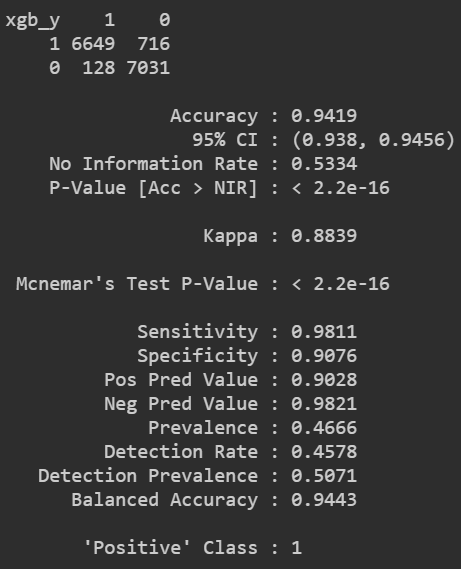 xgb_y    1    0
    1 6649  716
    0  128 7031
Accuracy : 0.9419
95% CI : (0.938, 0.9456)
No Information Rate : 0.5334
P-Value [Acc > NIR] : < 2.2e-16
Kappa : 0.8839
Mcnemar's Test P-Value : < 2.2e-16
Sensitivity : 0.9811
Specificity : 0.9076
Pos Pred Value : 0.9028
Neg Pred Value : 0.9821
Prevalence : 0.4666
Detection Rate : 0.4578
Detection Prevalence : 0.5071
Balanced Accuracy : 0.9443
'Positive' Class : 1